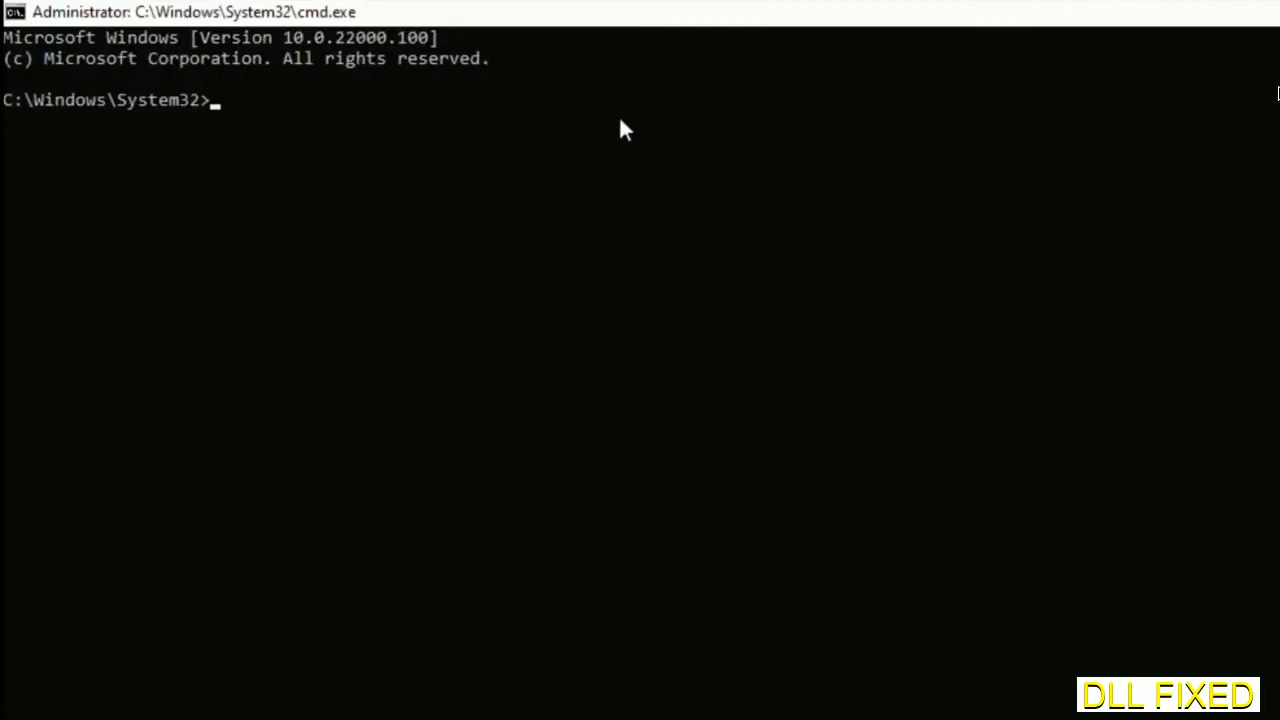 Administrator: C:\Windows\System32\cmd.exe
Microsoft Windows [Version 10.0.22000.100]
(c) Microsoft Corporation. All rights reserved.
C:\Windows\System32>
DLL FIXED